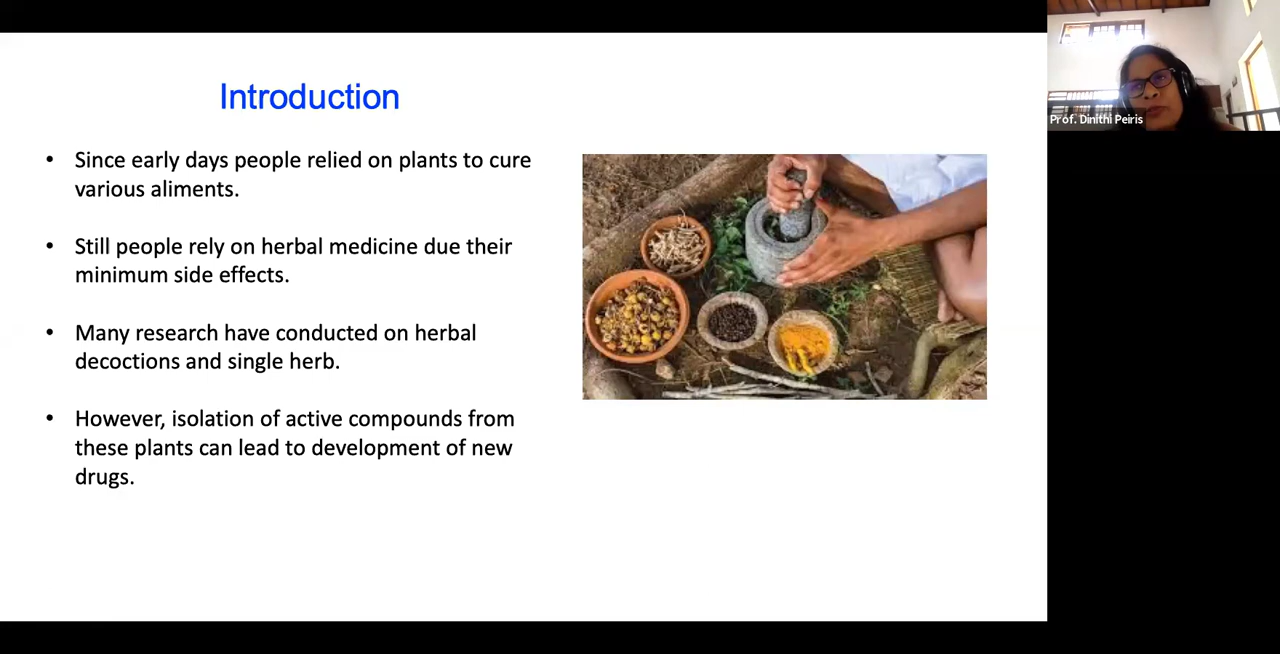 Introduction
• Since early days people relied on plants to cure
various aliments.
• Still people rely on herbal medicine due their
minimum side effects.
• Many research have conducted on herbal
decoctions and single herb.
• However, isolation of active compounds from
these plants can lead to development of new
drugs.
Prof. Dinithi Peiris